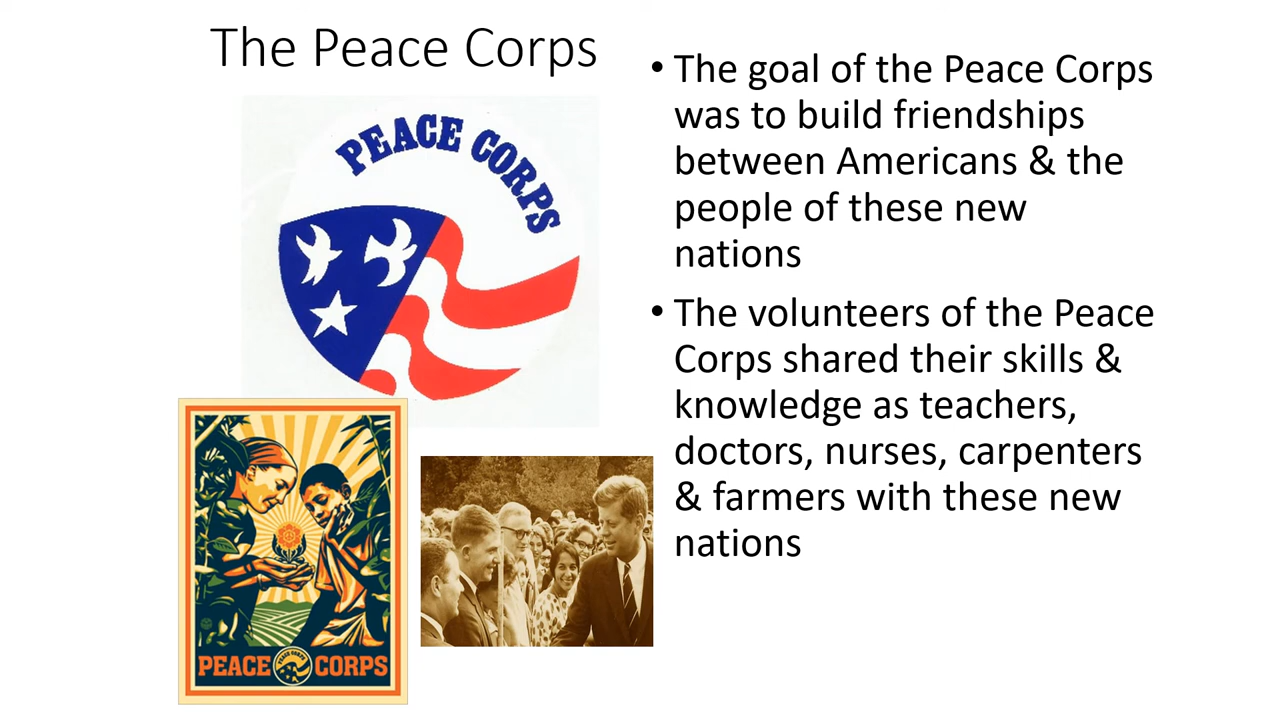 The Peace Corps
PEACE CORPS
PEACE CORPS
• The goal of the Peace Corps
was to build friendships
between Americans & the
people of these new
nations
• The volunteers of the Peace
Corps shared their skills &
knowledge as teachers,
doctors, nurses, carpenters
& farmers with these new
nations